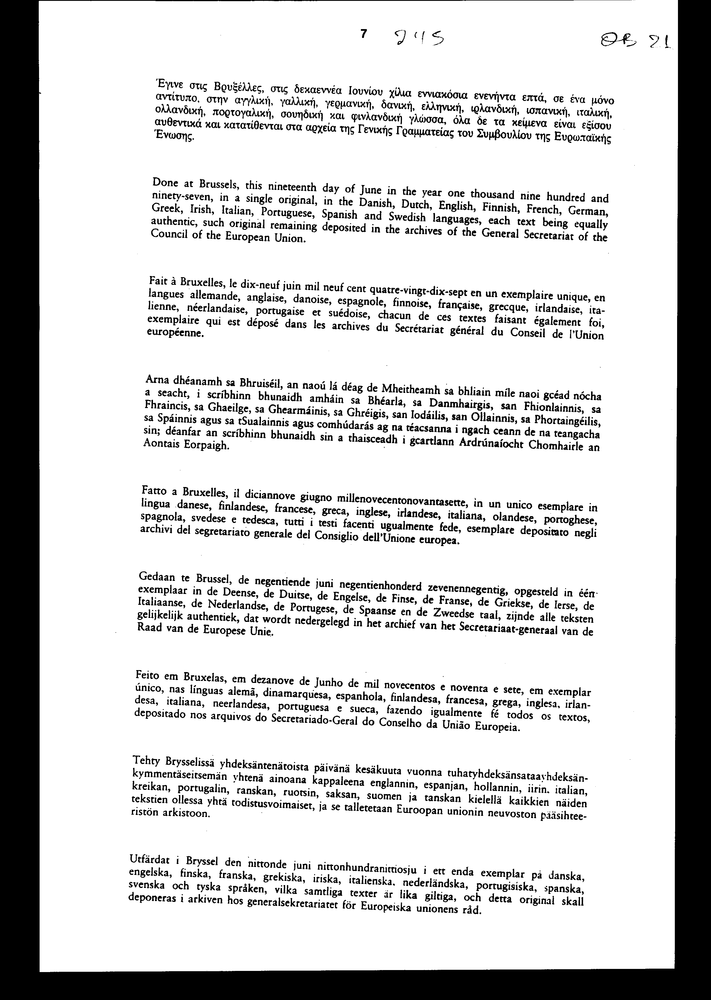 7
Έγινε στις Βρυξέλλες, στις δεκαεννέα Ιουνίου χίλια εννιακόσια ενενήντα επτά, σε ένα μόνο
αντίτυπο, στην αγγλική, γαλλική, γερμανική, δανική, ελληνική, ιρλανδική, ισπανική, ιταλική,
ολλανδική, πορτογαλική, σουηδική και φινλανδική γλώσσα, όλα δε τα κείμενα είναι εξίσου
αυθεντικά και κατατίθενται στα αρχεία της Γενικής Γραμματείας του Συμβουλίου της Ευρωπαϊκής
Ένωσης.
Done at Brussels, this nineteenth day of June in the year one thousand nine hundred and
ninety-seven, in a single original, in the Danish, Dutch, English, Finnish, French, German,
Greek, Irish, Italian, Portuguese, Spanish and Swedish languages, each text being equally
authentic, such original remaining deposited in the archives of the General Secretariat of the
Council of the European Union.
Fait à Bruxelles, le dix-neuf juin mil neuf cent quatre-vingt-dix-sept en un exemplaire unique, en
langues allemande, anglaise, danoise, espagnole, finnoise, française, grecque, irlandaise, ita-
lienne, néerlandaise, portugaise et suédoise, chacun de ces textes faisant également foi,
exemplaire qui est déposé dans les archives du Secrétariat général du Conseil de l'Union
européenne.
Arna dhéanamh sa Bhruiséil, an naoú lá déag de Mheitheamh sa bhliain míle naoi gcéad nócha
a seacht, i scríbhinn bhunaidh amháin sa Bhéarla, sa Danmhairgis, san Fhionlainnis, sa
Fhraincis, sa Ghaeilge, sa Ghearmáinis, sa Ghréigis, san Iodáilis, san Ollainnis, sa Phortaingéilis,
sa Spáinnis agus sa tSualainnis agus comhúdarás ag na téacsanna i ngach ceann de na teangacha
sin; déanfar an scríbhinn bhunaidh sin a thaisceadh i gcartlann Ardrúnaíocht Chomhairle an
Aontais Eorpaigh.
Fatto a Bruxelles, il diciannove giugno millenovecentonovantasette, in un unico esemplare in
lingua danese, finlandese, francese, greca, inglese, irlandese, italiana, olandese, portoghese,
spagnola, svedese e tedesca, tutti i testi facenti ugualmente fede, esemplare depositato negli
archivi del segretariato generale del Consiglio dell'Unione europea.
Gedaan te Brussel, de negentiende juni negentienhonderd zevenennegentig, opgesteld in één
exemplaar in de Deense, de Duitse, de Engelse, de Finse, de Franse, de Griekse, de Ierse, de
Italiaanse, de Nederlandse, de Portugese, de Spaanse en de Zweedse taal, zijnde alle teksten
gelijkelijk authentiek, dat wordt nedergelegd in het archief van het Secretariaat-generaal van de
Raad van de Europese Unie.
Feito em Bruxelas, em dezanove de Junho de mil novecentos e noventa e sete, em exemplar
único, nas línguas alemã, dinamarquesa, espanhola, finlandesa, francesa, grega, inglesa, irlan-
desa, italiana, neerlandesa, portuguesa e sueca, fazendo igualmente fé todos os textos,
depositado nos arquivos do Secretariado-Geral do Conselho da União Europeia.
Tehty Brysselissä yhdeksäntenätoista päivänä kesäkuuta vuonna tuhatyhdeksänsataayhdeksän-
kymmentäseitsemän yhtenä ainoana kappaleena englannin, espanjan, hollannin, iirin. italian,
kreikan, portugalin, ranskan, ruotsin, saksan, suomen ja tanskan kielellä kaikkien näiden
tekstien ollessa yhtä todistusvoimaiset, ja se talletetaan Euroopan unionin neuvoston pääsihtee-
ristön arkistoon.
Utfärdat i Bryssel den nittonde juni nittonhundranittiosju i ett enda exemplar på danska,
engelska, finska, franska, grekiska, iriska, italienska. nederländska, portugisiska, spanska,
svenska och tyska språken, vilka samtliga texter är lika giltiga, och detta original skall
deponeras i arkiven hos generalsekretariatet för Europeiska unionens råd.